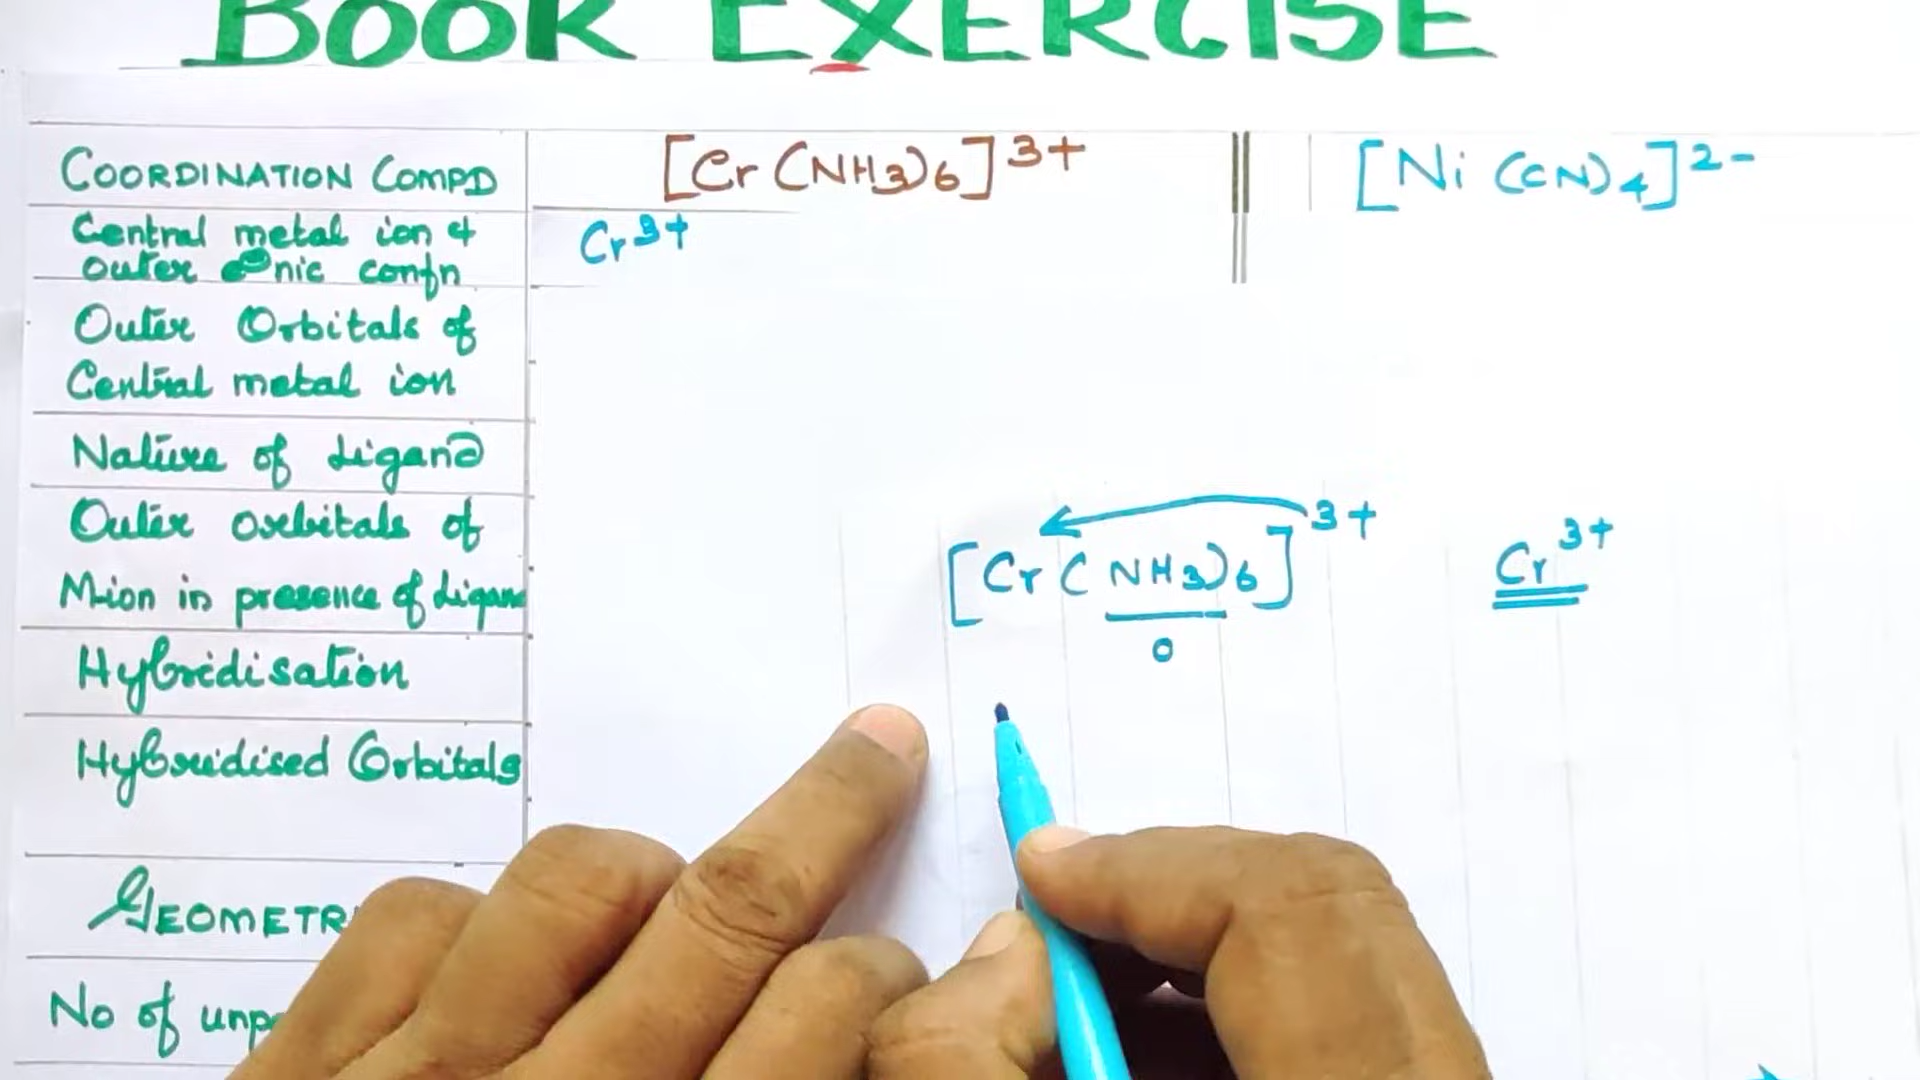 BOOK EXERCISE
COORDINATION COMPD
[Cr(NH3)6]3+
[Ni(CN)4]2-
Central metal ion &
outer eonic confn
Cr3+
Outer Orbitals of
Central metal ion
Nature of Ligand
Outer orbitals of
M-ion in presence of Ligand
[Cr(NH3)6]3+
0
Cr3+
Hybridisation
Hybridised Orbitals
GEOMETR
No of unp